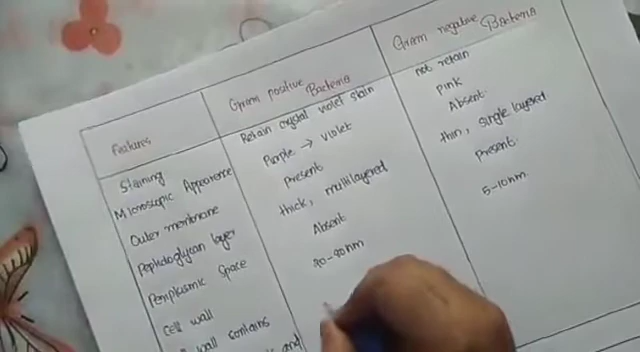 Features Gram positive Bacteria Gram negative Bacteria
Staining Retain crystal violet stain not retain
Microscopic Appearance Purple → violet Pink
Outer membrane Present Absent
Peptidoglycan layer thick, multilayered thin, single layered
Periplasmic space Absent Present
Cell wall 20-90nm 5-10nm
wall contains
and